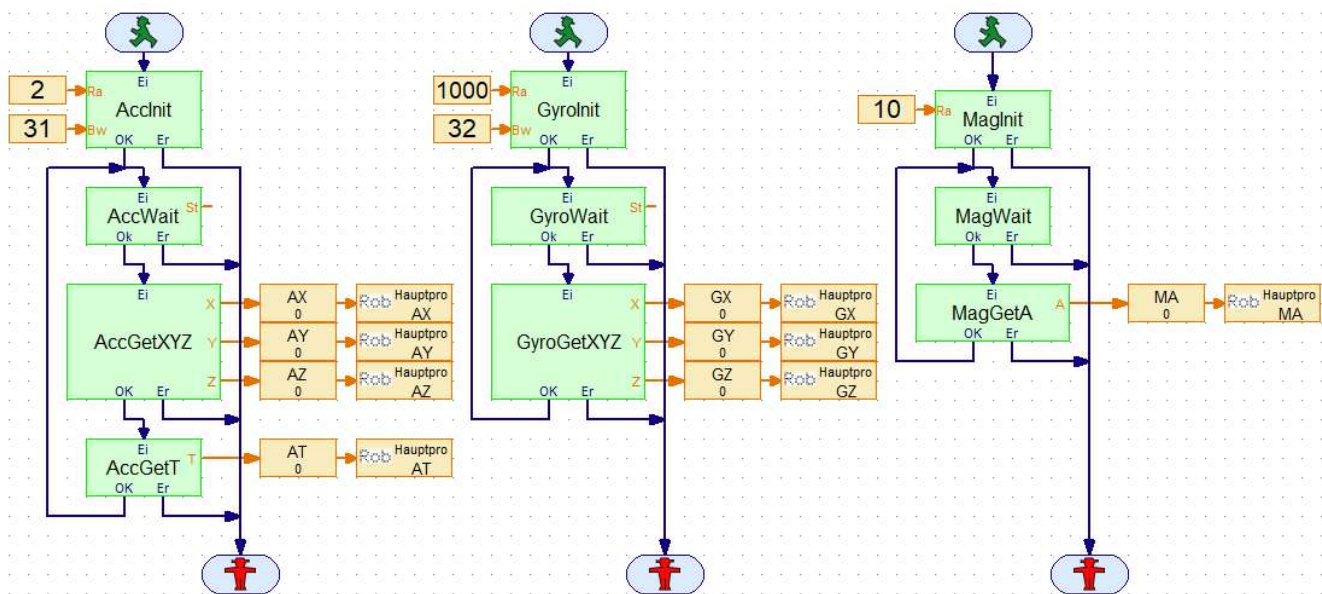 Ei
2
Ra
AccInit
31
Bw
OK
Er
Ei
AccWait
St
Ok
Er
Ei
X
AX
0
Rob
Hauptpro
AX
AccGetXYZ
Y
AY
0
Rob
Hauptpro
AY
Z
AZ
0
Rob
Hauptpro
AZ
OK
Er
Ei
AccGetT
T
AT
0
Rob
Hauptpro
AT
OK
Er
Ei
1000
Ra
GyroInit
32
Bw
OK
Er
Ei
GyroWait
St
Ok
Er
Ei
X
GX
0
Rob
Hauptpro
GX
GyroGetXYZ
Y
GY
0
Rob
Hauptpro
GY
Z
GZ
0
Rob
Hauptpro
GZ
OK
Er
Ei
10
Ra
MagInit
OK
Er
Ei
MagWait
Ok
Er
Ei
MagGetA
A
MA
0
Rob
Hauptpro
MA
OK
Er